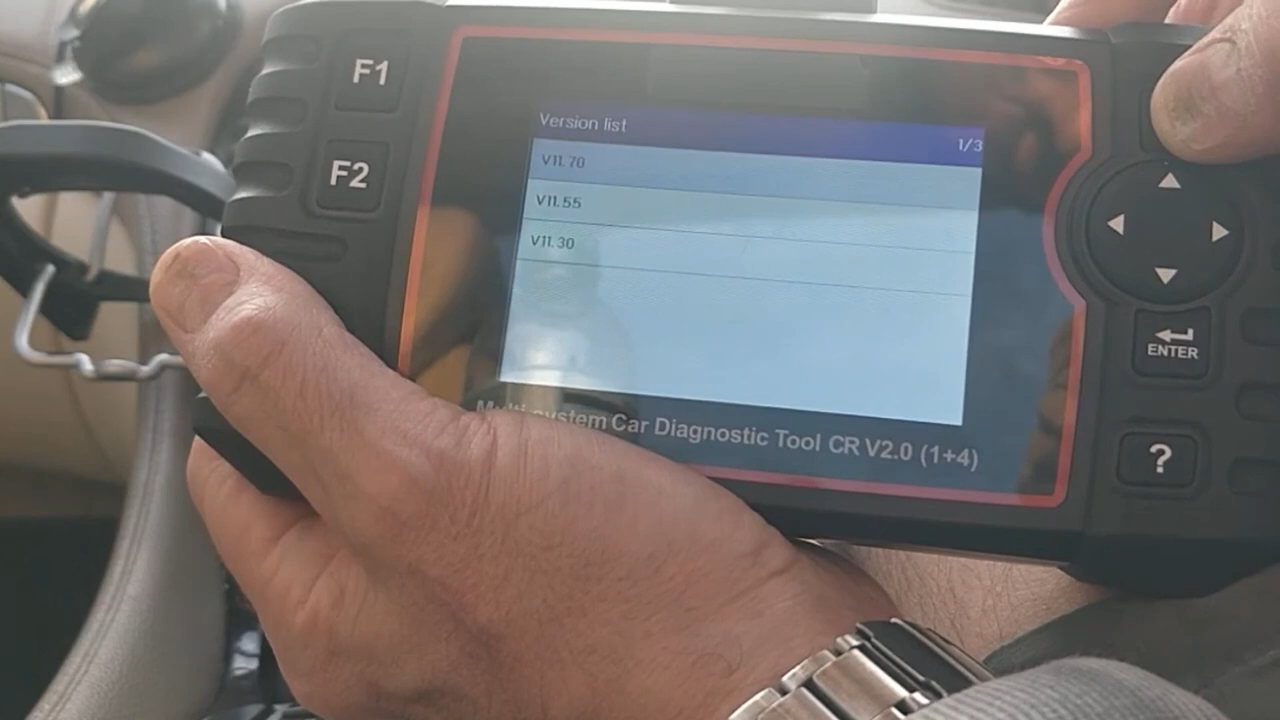 F1
F2
Version list
1/3
V11.70
V11.55
V11.30
system Car Diagnostic Tool CR V2.0 (1+4)
ENTER
?